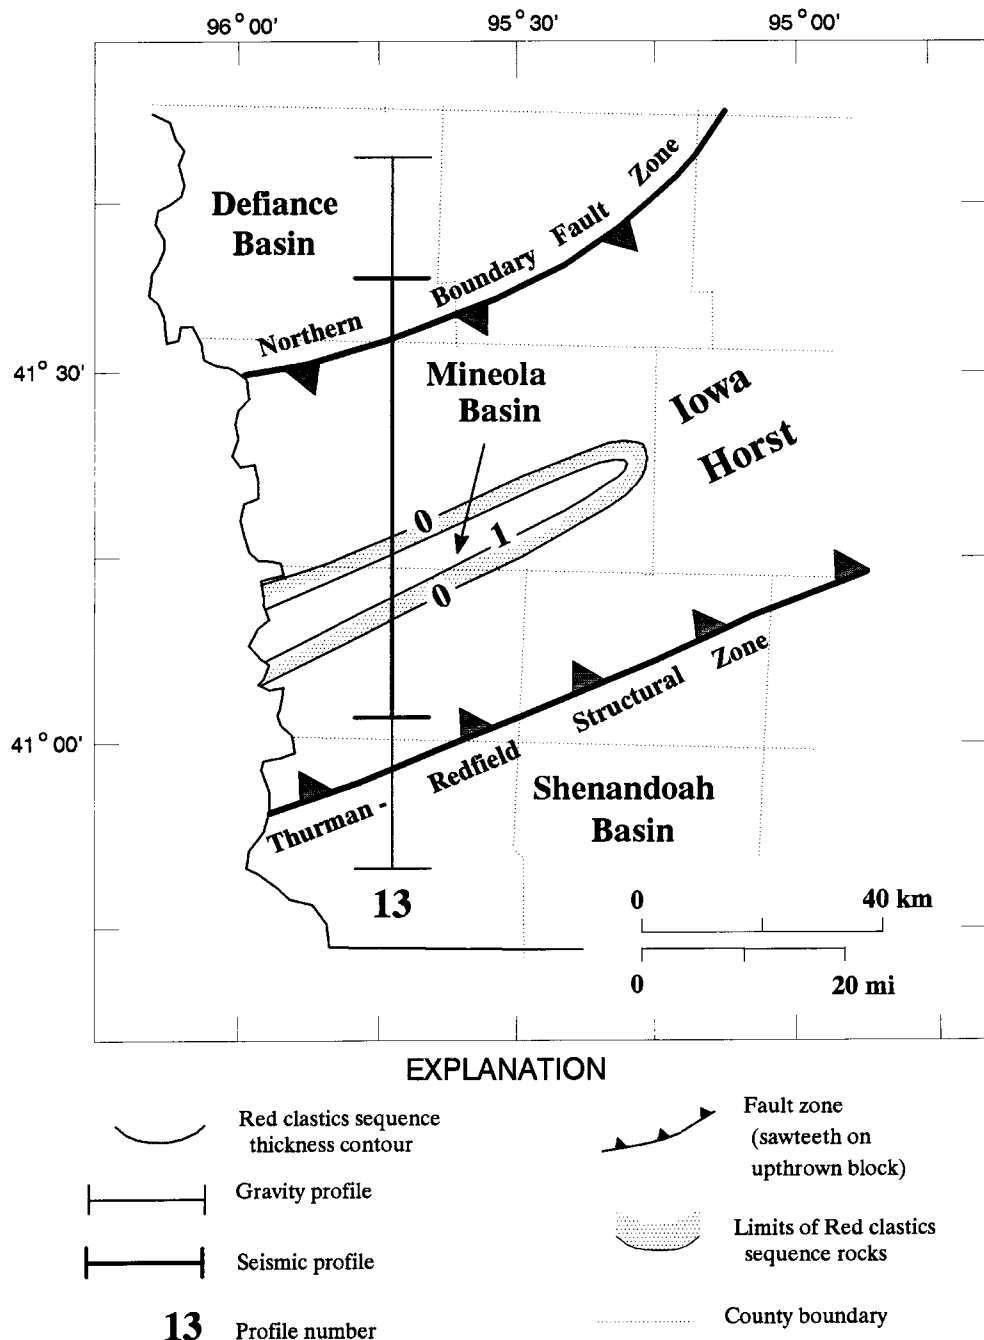 96° 00'
95° 30'
95° 00'
Defiance
Basin
Northern Boundary Fault Zone
41° 30'
Mineola
Basin
Iowa
Horst
0
1
0
41° 00'
Thurman - Redfield Structural Zone
Shenandoah
Basin
13
0 40 km
0 20 mi
EXPLANATION
Red clastics sequence
thickness contour
Gravity profile
Seismic profile
13 Profile number
Fault zone
(sawteeth on
upthrown block)
Limits of Red clastics
sequence rocks
County boundary